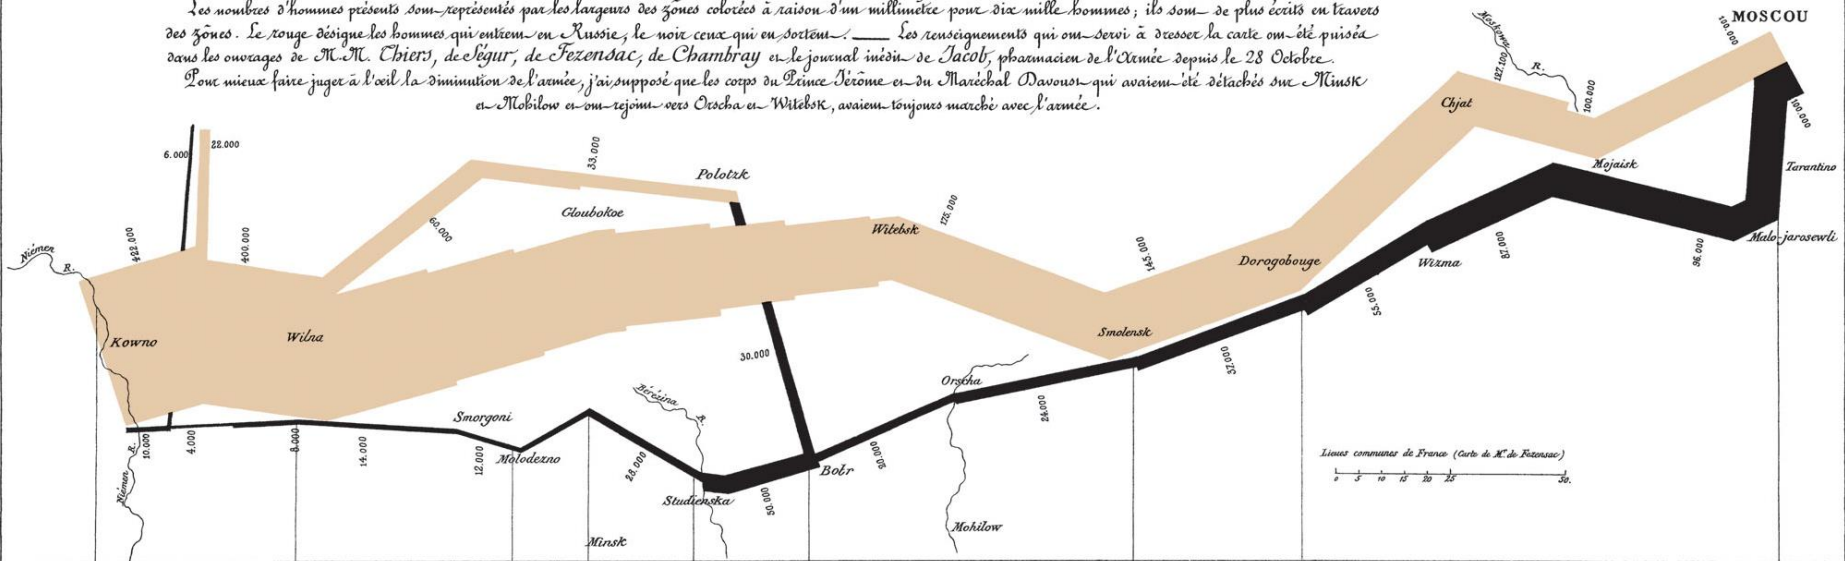 Les nombres d'hommes présents sont représentés par les largeurs des zônes colorées à raison d'un millimètre pour dix mille hommes; ils sont de plus écrits en travers
des zônes. Le rouge désigne les hommes qui entrent en Russie, le noir ceux qui en sortent. ___ Les renseignements qui ont servi à dresser la carte ont été puisés
dans les ouvrages de M.M. Thiers, de Ségur, de Fezensac, de Chambray et le journal inédit de Jacob, pharmacien de l'Armée depuis le 28 Octobre.
Pour mieux faire juger à l'œil la diminution de l'armée, j'ai supposé que les corps du Prince Jérôme et du Maréchal Davoust qui avaient été détachés sur Minsk
et Mohilow et ont rejoint vers Orscha et Witebsk, avaient toujours marché avec l'armée.
MOSCOU
100.000
Moskowa R.
127.100
100.000
Chjat
Mojaisk
100.000
Tarantino
Malo-jarosewli
6.000
22.000
33.000
Polotzk
Gloubokoe
60.000
175.000
Witebsk
422.000
400.000
Niémen R.
145.000
Dorogobouge
Wizma
87.000
96.000
55.000
Kowno
Wilna
Smolensk
30.000
37.000
Orscha
24.000
Bérézina R.
Smorgoni
Molodezno
10.000
4.000
8.000
14.000
12.000
28.000
Studienska
50.000
Bobr
20.000
Niémen R.
Minsk
Mohilow
Lieues communes de France (Carte de M. de Fezensac)
0 5 10 15 20 25 50.